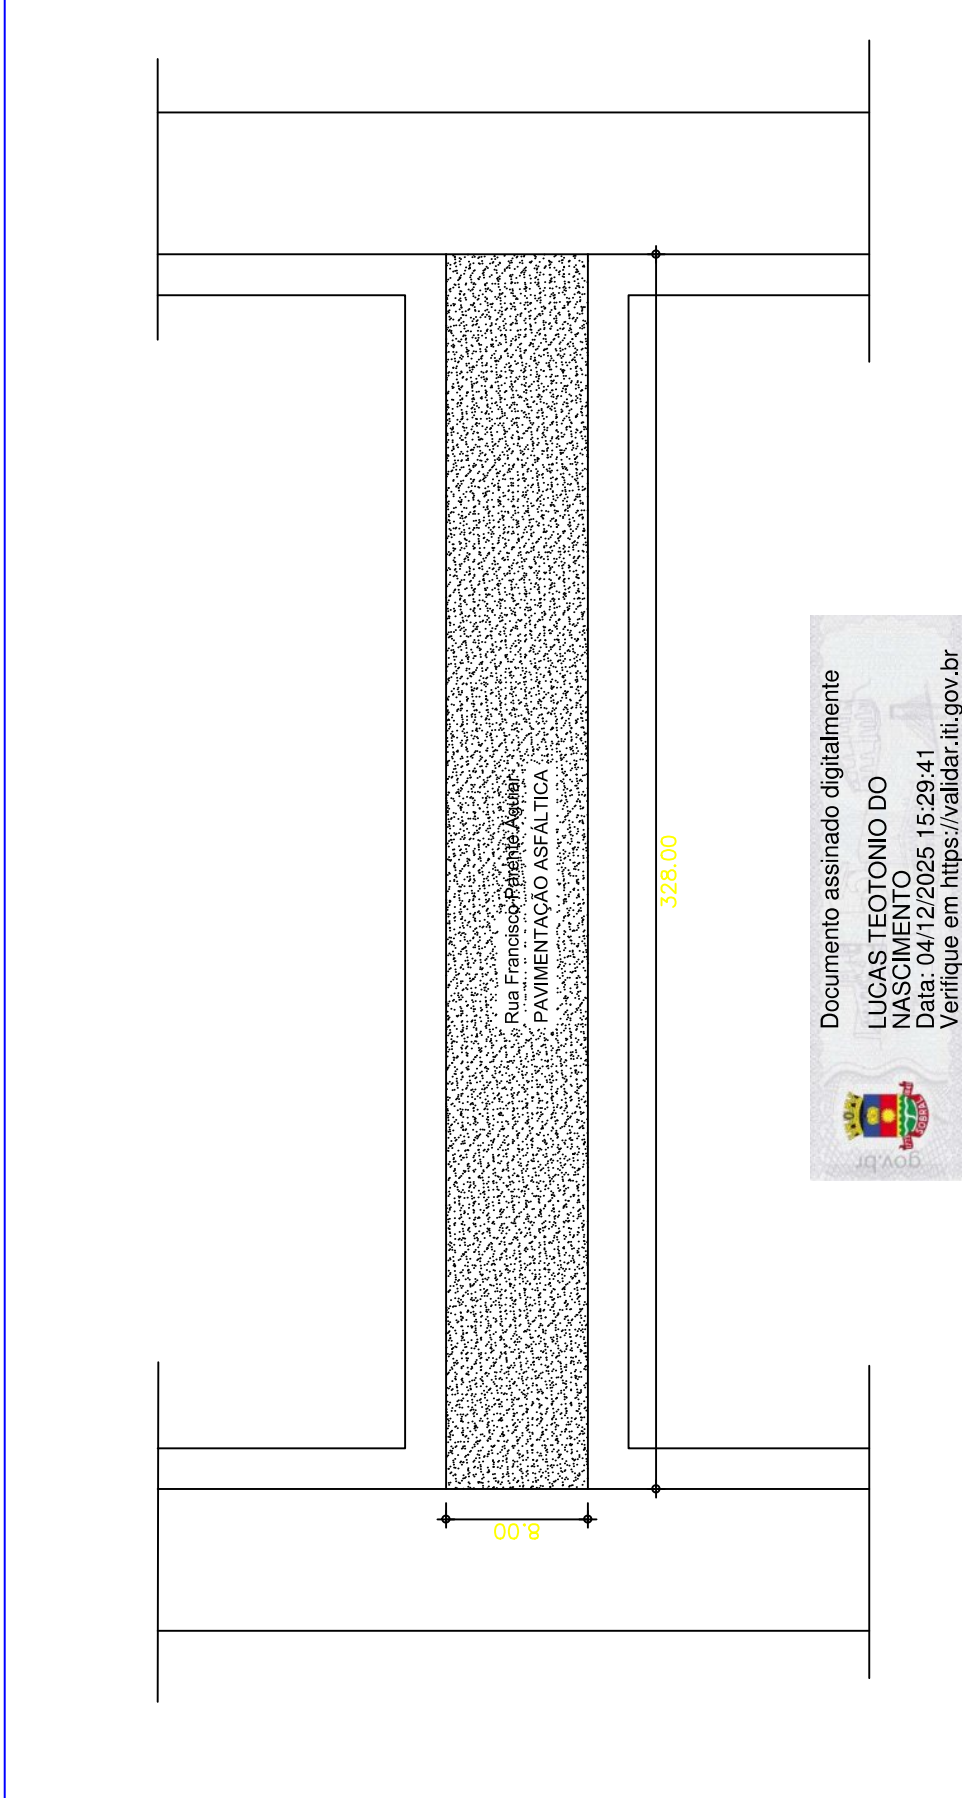 Rua Francisco Parente Aguiar
PAVIMENTAÇÃO ASFÁLTICA
328.00
8.00
Documento assinado digitalmente
LUCAS TEOTONIO DO
NASCIMENTO
Data: 04/12/2025 15:29:41
Verifique em https://validar.iti.gov.br
gov.br
SOBRAL